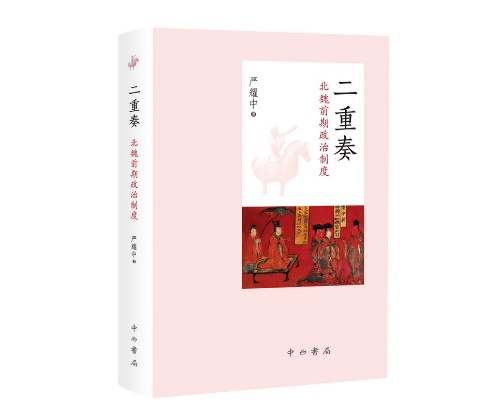 二重奏
北魏前期政治制度
严耀中 著
中西书局
二重奏
北魏前期政治制度
严耀中
著
中西书局